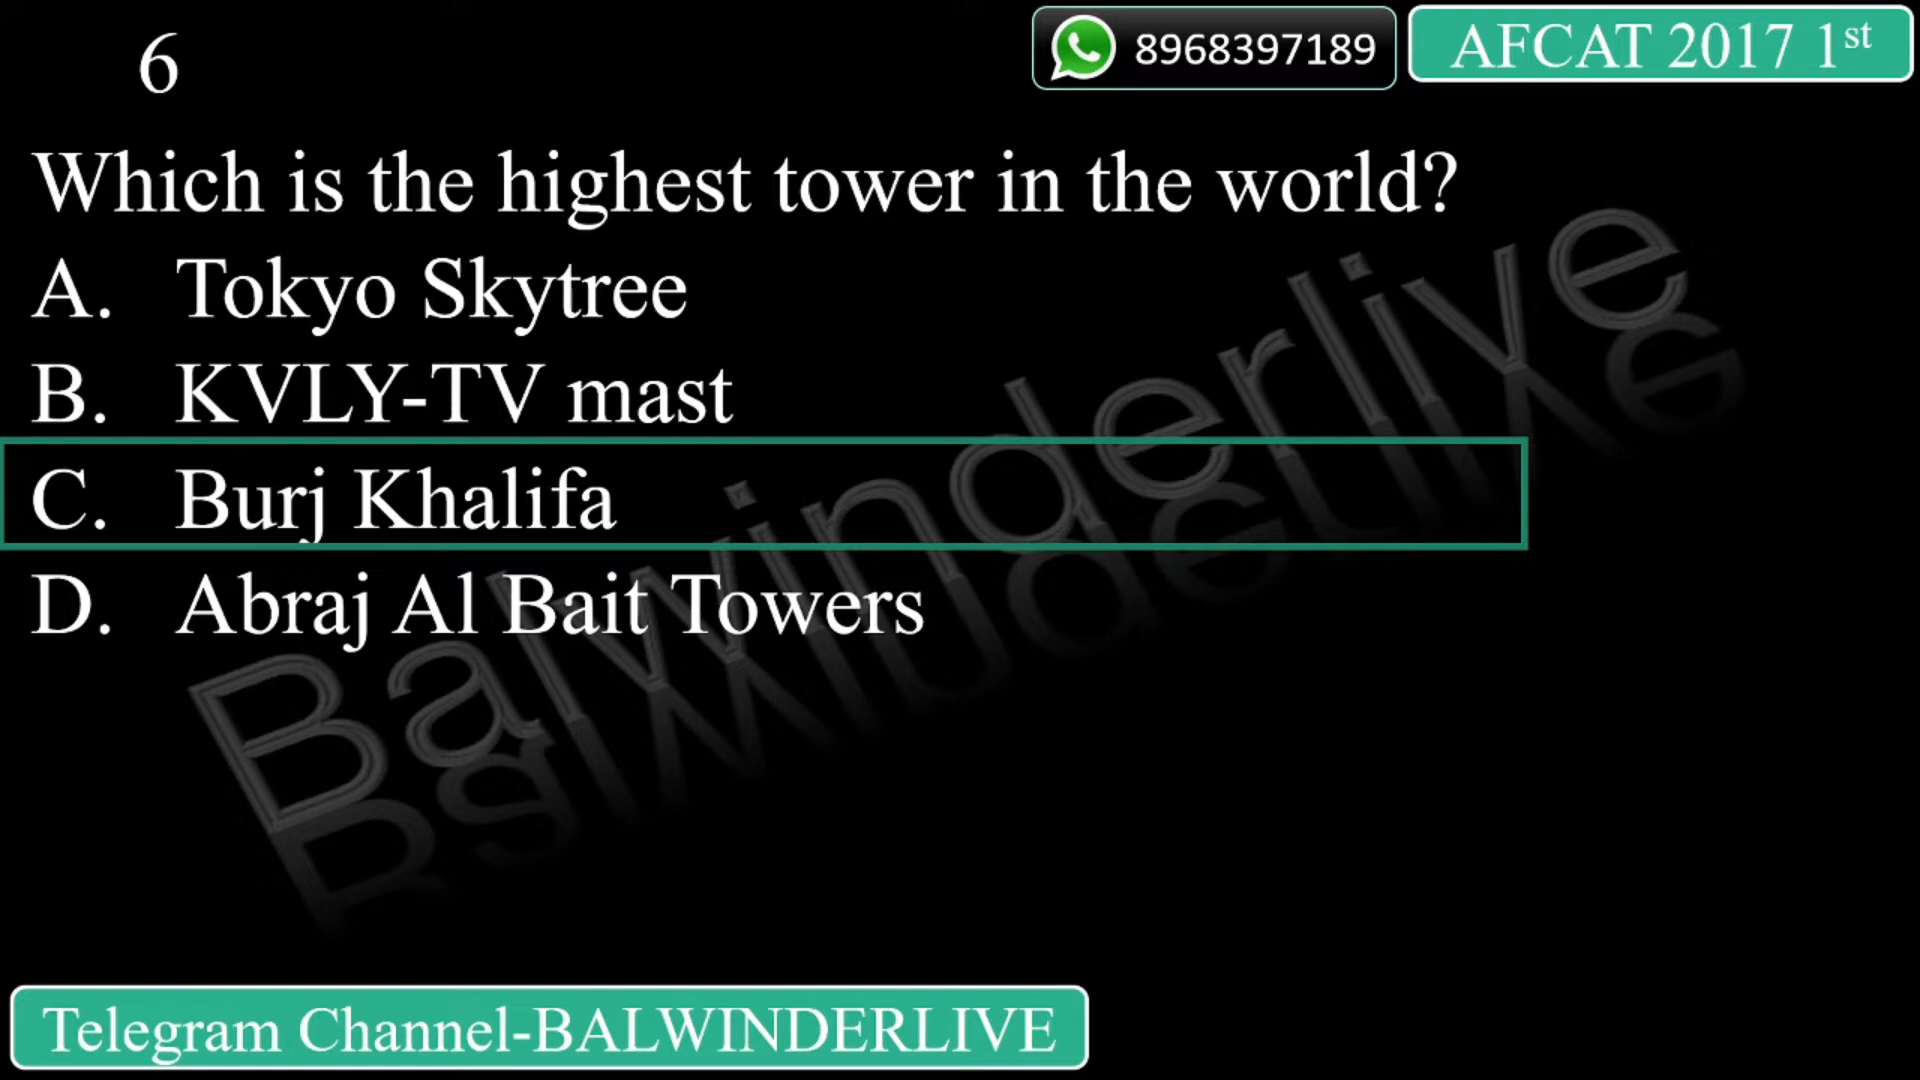 6
8968397189
AFCAT 2017 1st
Which is the highest tower in the world?
A. Tokyo Skytree
B. KVLY-TV mast
C. Burj Khalifa
D. Abraj Al Bait Towers
Balwinderlive
Telegram Channel-BALWINDERLIVE